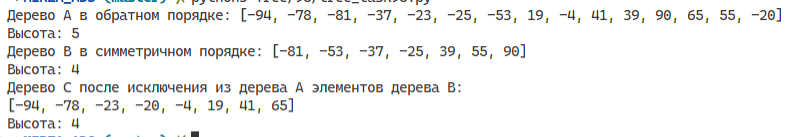 Дерево A в обратном порядке: [-94, -78, -81, -37, -23, -25, -53, 19, -4, 41, 39, 90, 65, 55, -20]
Высота: 5
Дерево B в симметричном порядке: [-81, -53, -37, -25, 39, 55, 90]
Высота: 4
Дерево C после исключения из дерева A элементов дерева B:
[-94, -78, -23, -20, -4, 19, 41, 65]
Высота: 4